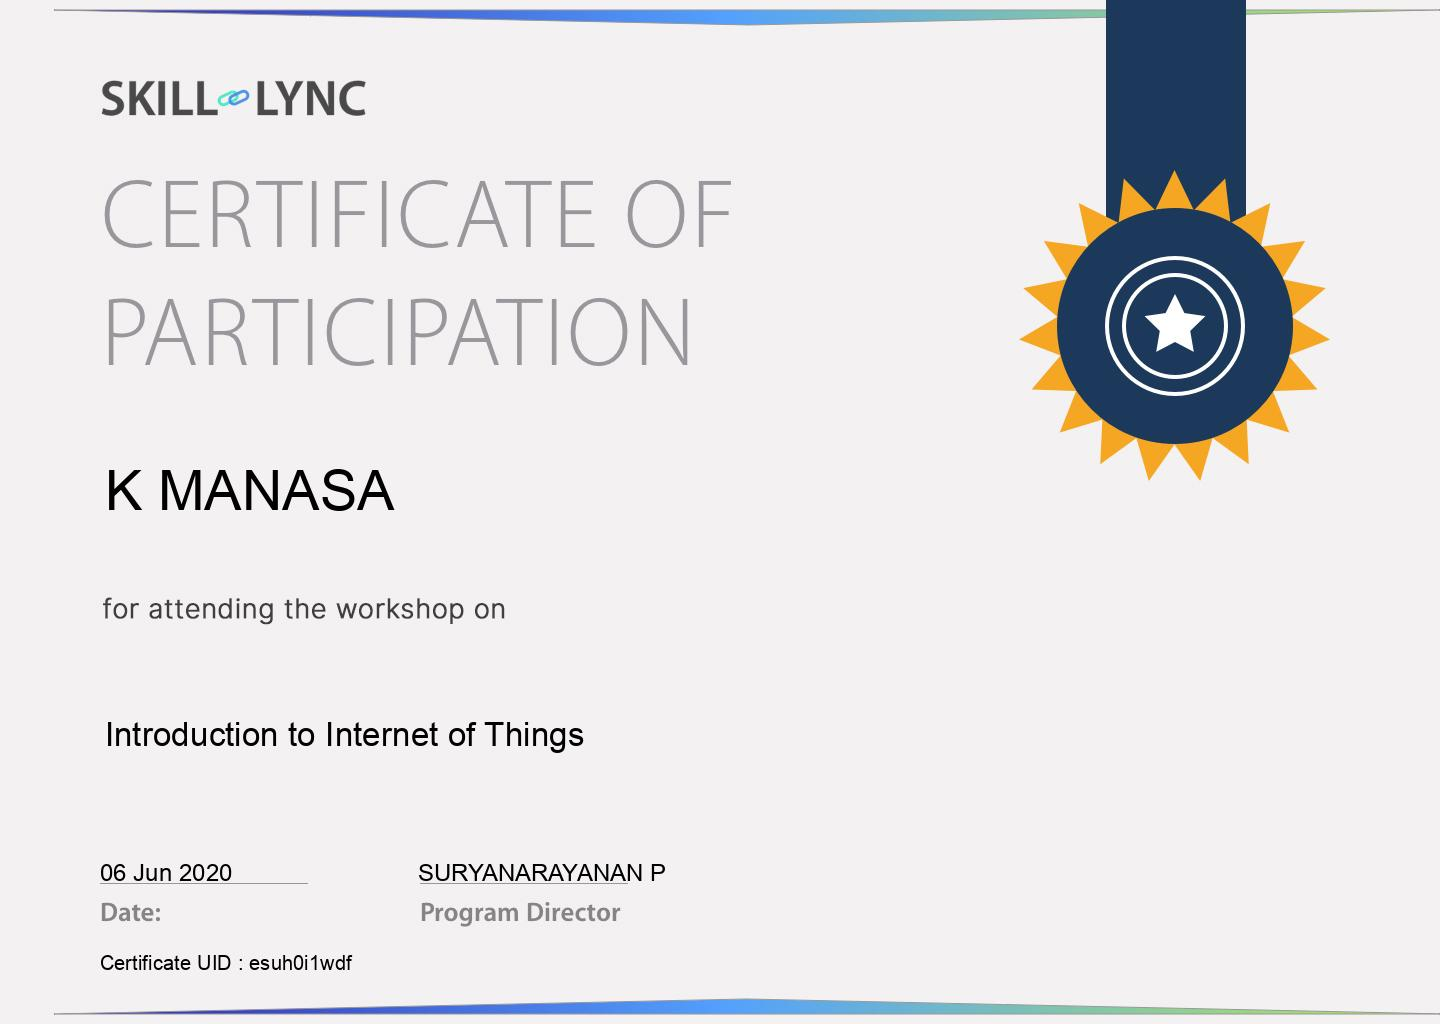 SKILL LYNC
CERTIFICATE OF
PARTICIPATION
K MANASA
for attending the workshop on
Introduction to Internet of Things
06 Jun 2020 SURYANARAYANAN P
Date: Program Director
Certificate UID : esuh0i1wdf